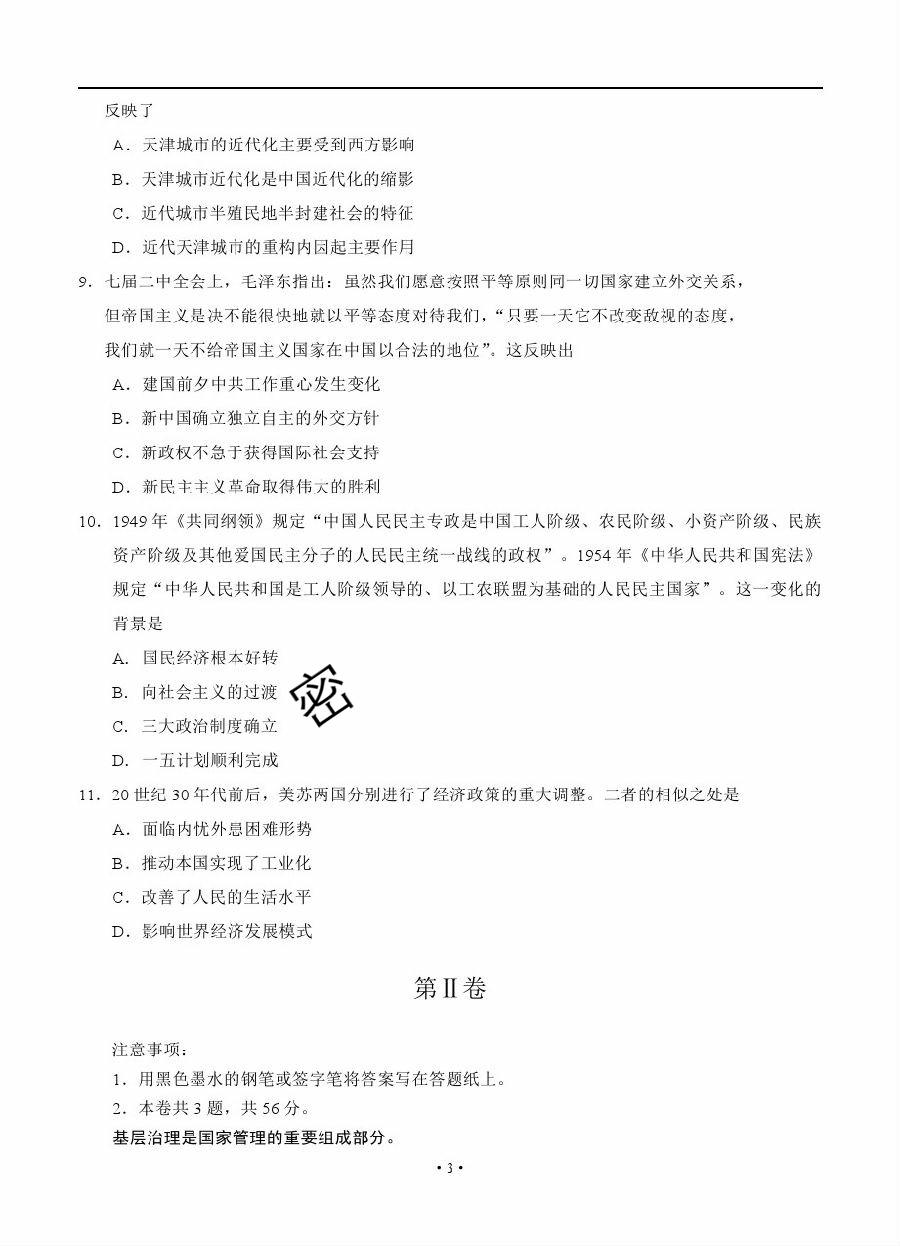 反映了
A．天津城市的近代化主要受到西方影响
B．天津城市近代化是中国近代化的缩影
C．近代城市半殖民地半封建社会的特征
D．近代天津城市的重构内因起主要作用
9．七届二中全会上，毛泽东指出：虽然我们愿意按照平等原则同一切国家建立外交关系，
但帝国主义是决不能很快地就以平等态度对待我们，“只要一天它不改变敌视的态度，
我们就一天不给帝国主义国家在中国以合法的地位”。这反映出
A．建国前夕中共工作重心发生变化
B．新中国确立独立自主的外交方针
C．新政权不急于获得国际社会支持
D．新民主主义革命取得伟大的胜利
10．1949 年《共同纲领》规定“中国人民民主专政是中国工人阶级、农民阶级、小资产阶级、民族
资产阶级及其他爱国民主分子的人民民主统一战线的政权”。1954 年《中华人民共和国宪法》
规定“中华人民共和国是工人阶级领导的、以工农联盟为基础的人民民主国家”。这一变化的
背景是
A．国民经济根本好转
B．向社会主义的过渡
密
C．三大政治制度确立
D．一五计划顺利完成
11．20 世纪 30 年代前后，美苏两国分别进行了经济政策的重大调整。二者的相似之处是
A．面临内忧外患困难形势
B．推动本国实现了工业化
C．改善了人民的生活水平
D．影响世界经济发展模式
第Ⅱ卷
注意事项：
1．用黑色墨水的钢笔或签字笔将答案写在答题纸上。
2．本卷共 3 题，共 56 分。
基层治理是国家管理的重要组成部分。
• 3 •